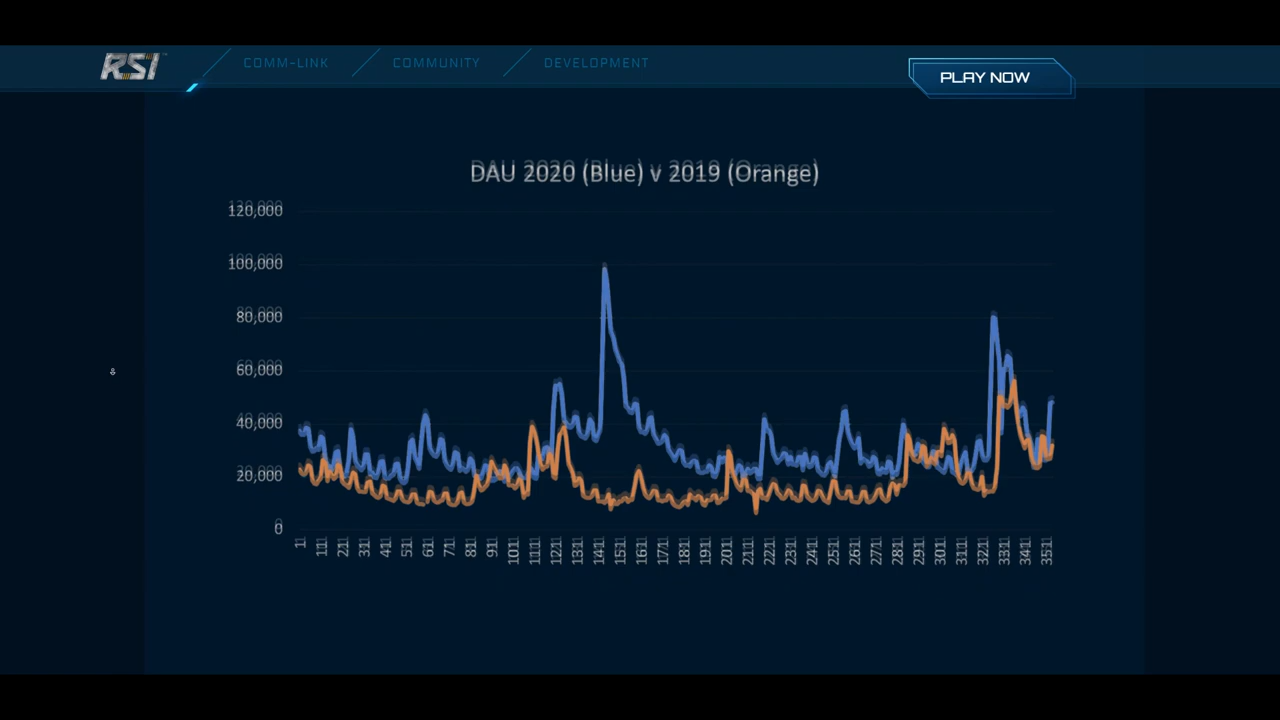 RSI COMM-LINK COMMUNITY DEVELOPMENT PLAY NOW
DAU 2020 (Blue) v 2019 (Orange)
120,000
100,000
80,000
60,000
40,000
20,000
0
1 11 21 31 41 51 61 71 81 91 101 111 121 131 141 151 161 171 181 191 201 211 221 231 241 251 261 271 281 291 301 311 321 331 341 351